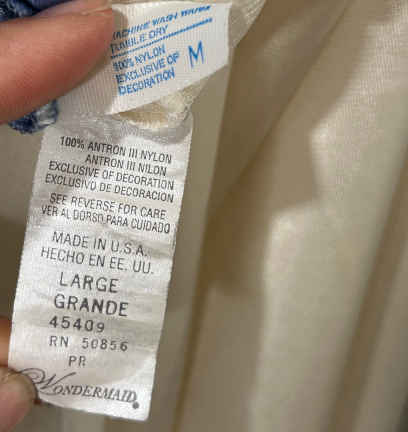 MACHINE WASH WARM
TUMBLE DRY
100% NYLON
EXCLUSIVE OF
DECORATION
M
100% ANTRON III NYLON
ANTRON III NILON
EXCLUSIVE OF DECORATION
EXCLUSIVO DE DECORACION
SEE REVERSE FOR CARE
VER AL DORSO PARA CUIDADO
MADE IN U.S.A.
HECHO EN EE. UU.
LARGE
GRANDE
45409
RN 50856
PR
WONDERMAID®